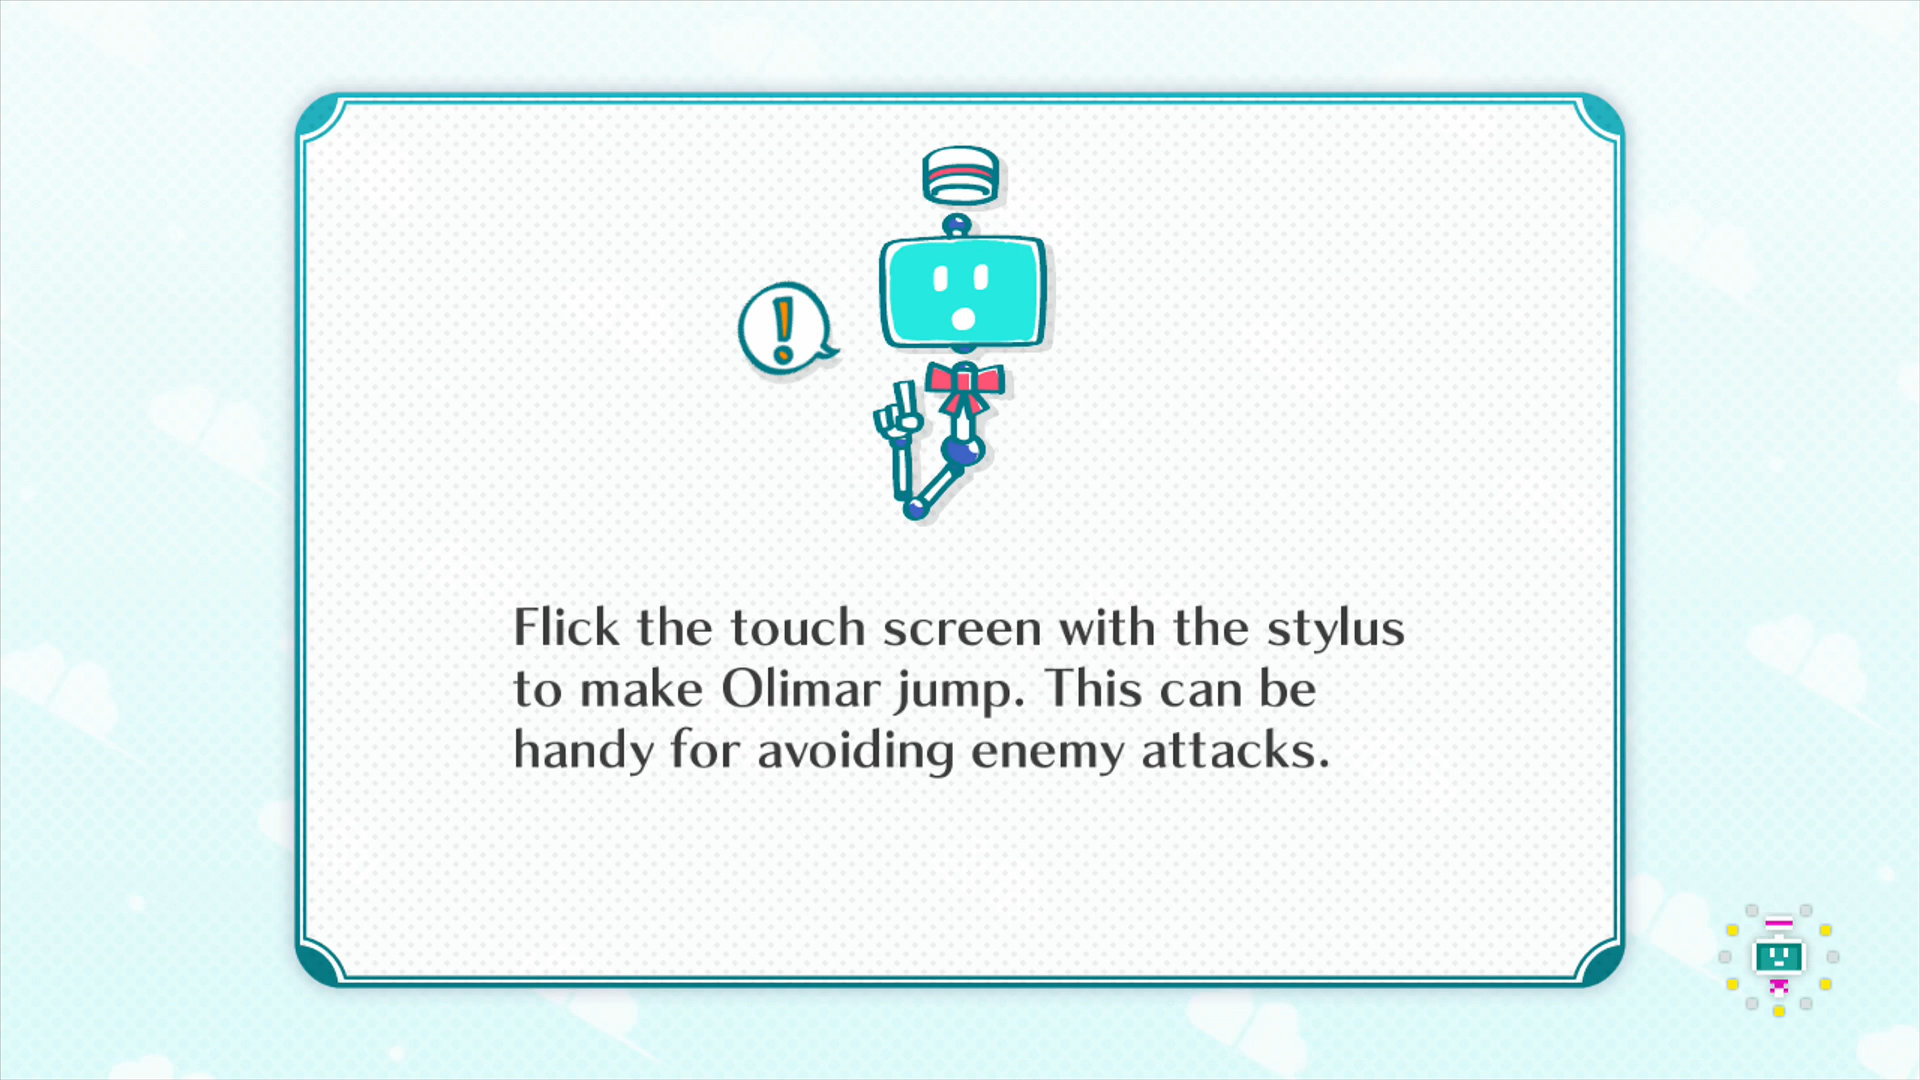 !
Flick the touch screen with the stylus
to make Olimar jump. This can be
handy for avoiding enemy attacks.